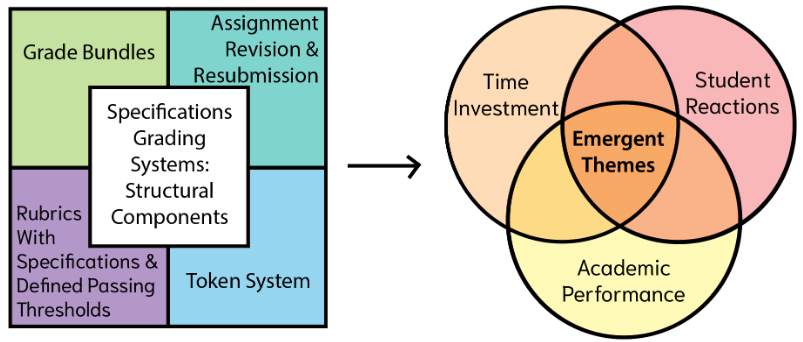 Grade Bundles
Assignment
Revision &
Resubmission
Specifications
Grading
Systems:
Structural
Components
Rubrics
With
Specifications &
Defined Passing
Thresholds
Token System
Time
Investment
Student
Reactions
Emergent
Themes
Academic
Performance